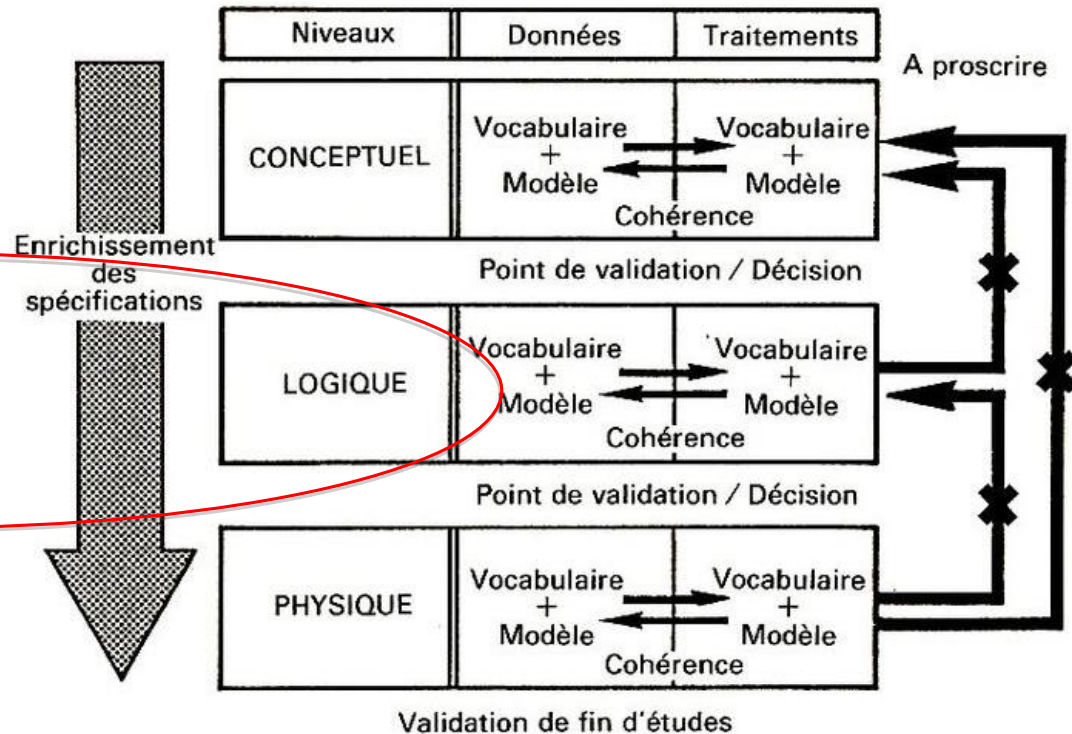 Niveaux Données Traitements
A proscrire
CONCEPTUEL
Vocabulaire Vocabulaire
+ +
Modèle Modèle
Cohérence
Enrichissement
des
spécifications
Point de validation / Décision
LOGIQUE
Vocabulaire Vocabulaire
+ +
Modèle Modèle
Cohérence
Point de validation / Décision
PHYSIQUE
Vocabulaire Vocabulaire
+ +
Modèle Modèle
Cohérence
Validation de fin d'études